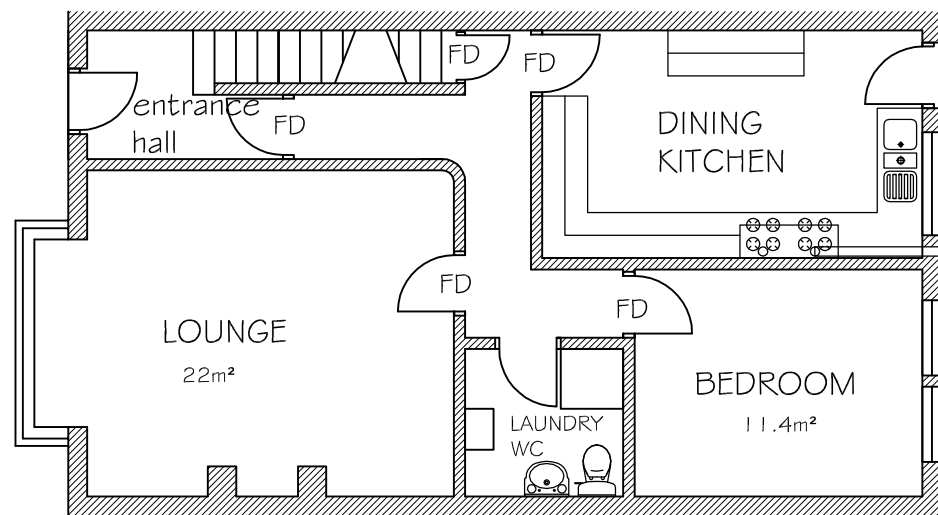 FD
FD
entrance
hall
FD
DINING
KITCHEN
FD
FD
LOUNGE
22m²
BEDROOM
11.4m²
LAUNDRY
WC